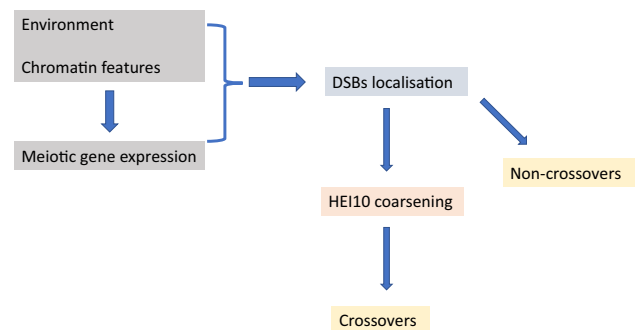 Environment
Chromatin features
Meiotic gene expression
DSBs localisation
Non-crossovers
HEI10 coarsening
Crossovers